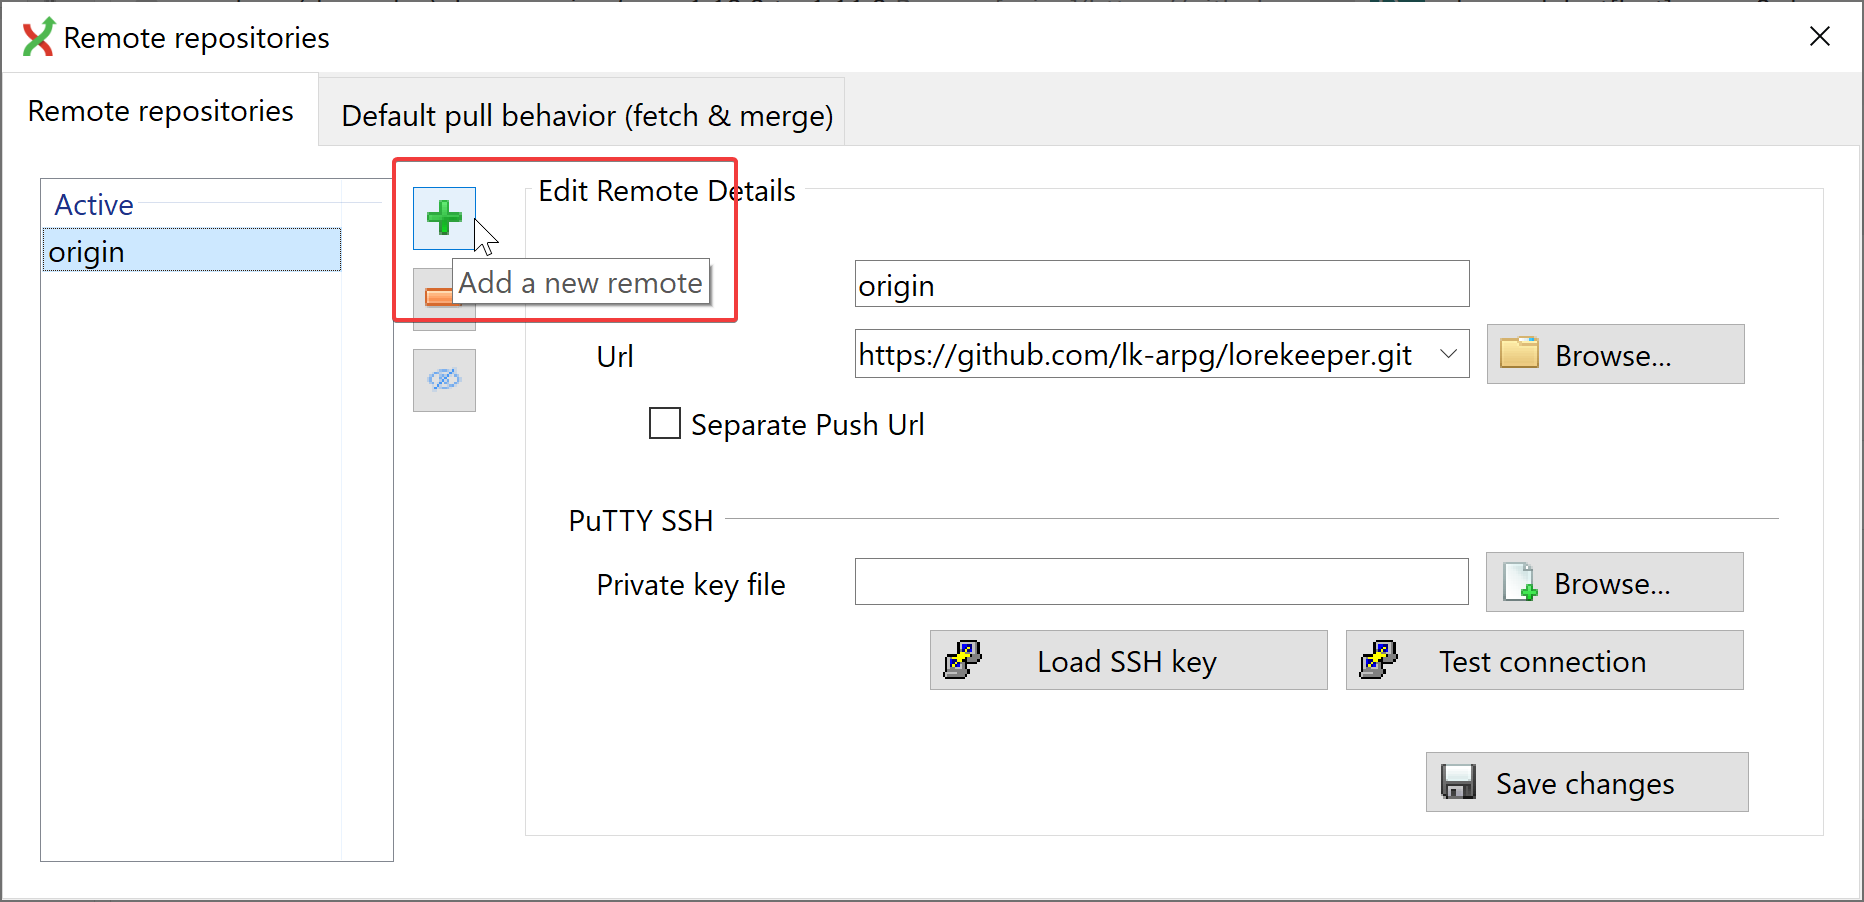 Remote repositories
Remote repositories
Default pull behavior (fetch & merge)
Active
origin
Add a new remote
Edit Remote Details
origin
Url
https://github.com/lk-arpg/lorekeeper.git
Browse...
Separate Push Url
PuTTY SSH
Private key file
Browse...
Load SSH key
Test connection
Save changes